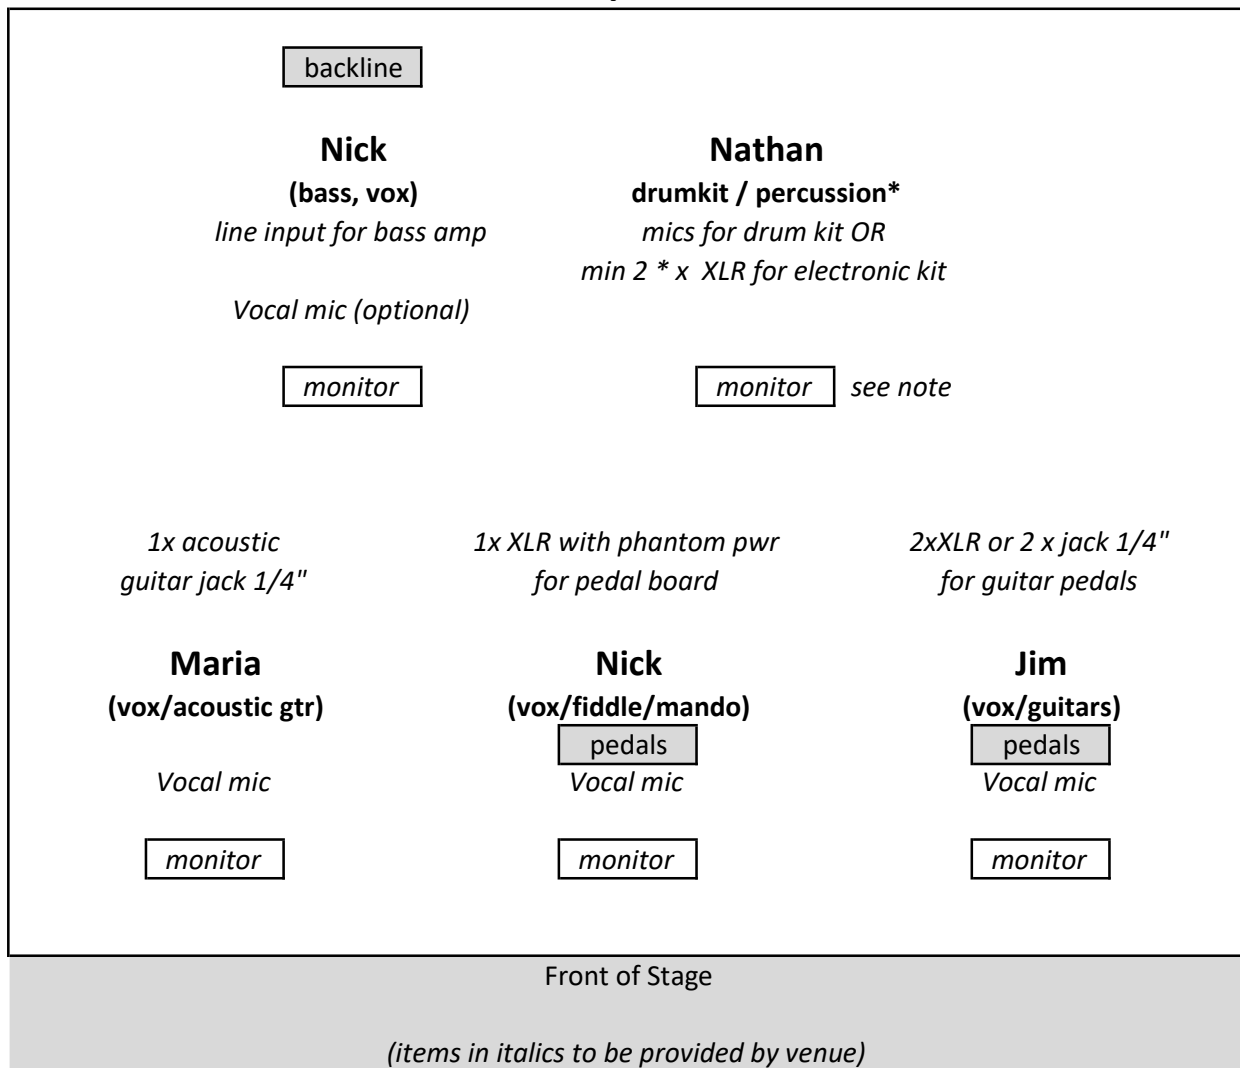 backline
Nick
Nathan
(bass, vox)
drumkit / percussion*
line input for bass amp
mics for drum kit OR
min 2 * x  XLR for electronic kit
Vocal mic (optional)
monitor
monitor
see note
1x acoustic
guitar jack 1/4"
1x XLR with phantom pwr
for pedal board
2xXLR or 2 x jack 1/4"
for guitar pedals
Maria
(vox/acoustic gtr)
Vocal mic
monitor
Nick
(vox/fiddle/mando)
pedals
Vocal mic
monitor
Jim
(vox/guitars)
pedals
Vocal mic
monitor
Front of Stage
(items in italics to be provided by venue)